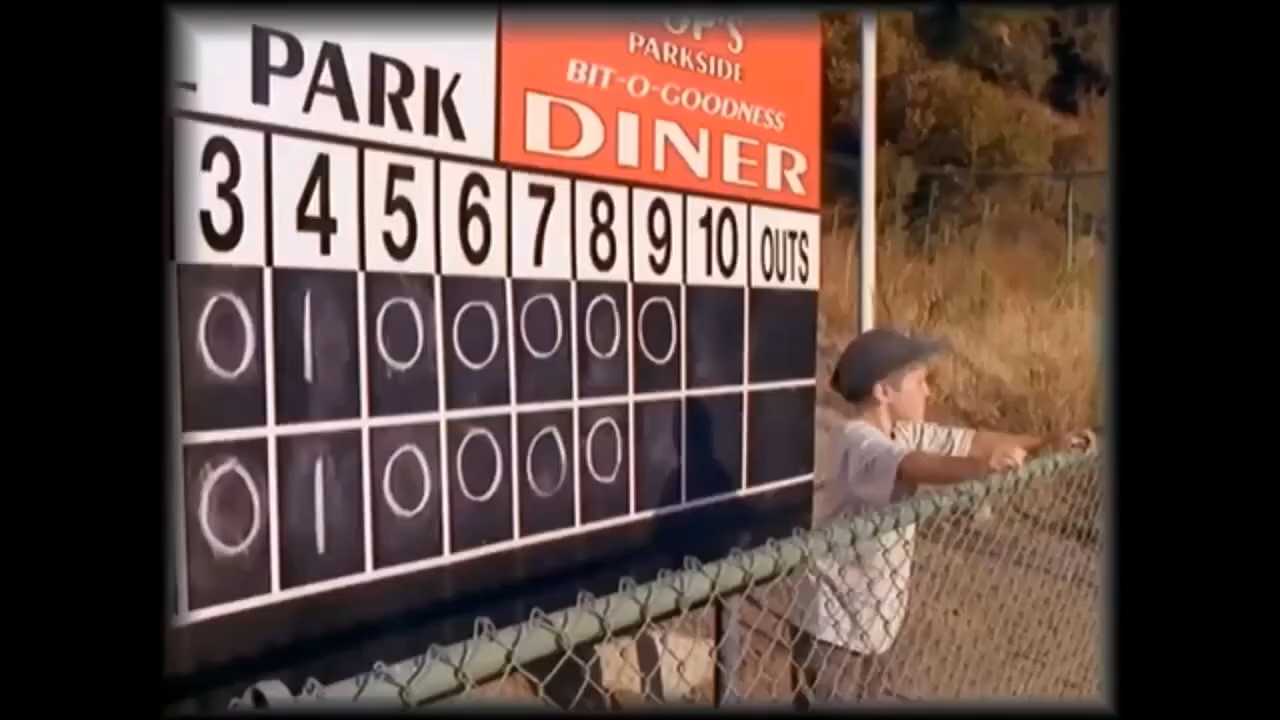 PARK
PARKSIDE
BIT-O-GOODNESS
DINER
3 4 5 6 7 8 9 10 OUTS
0 1 0 0 0 0 0
0 1 0 0 0 0